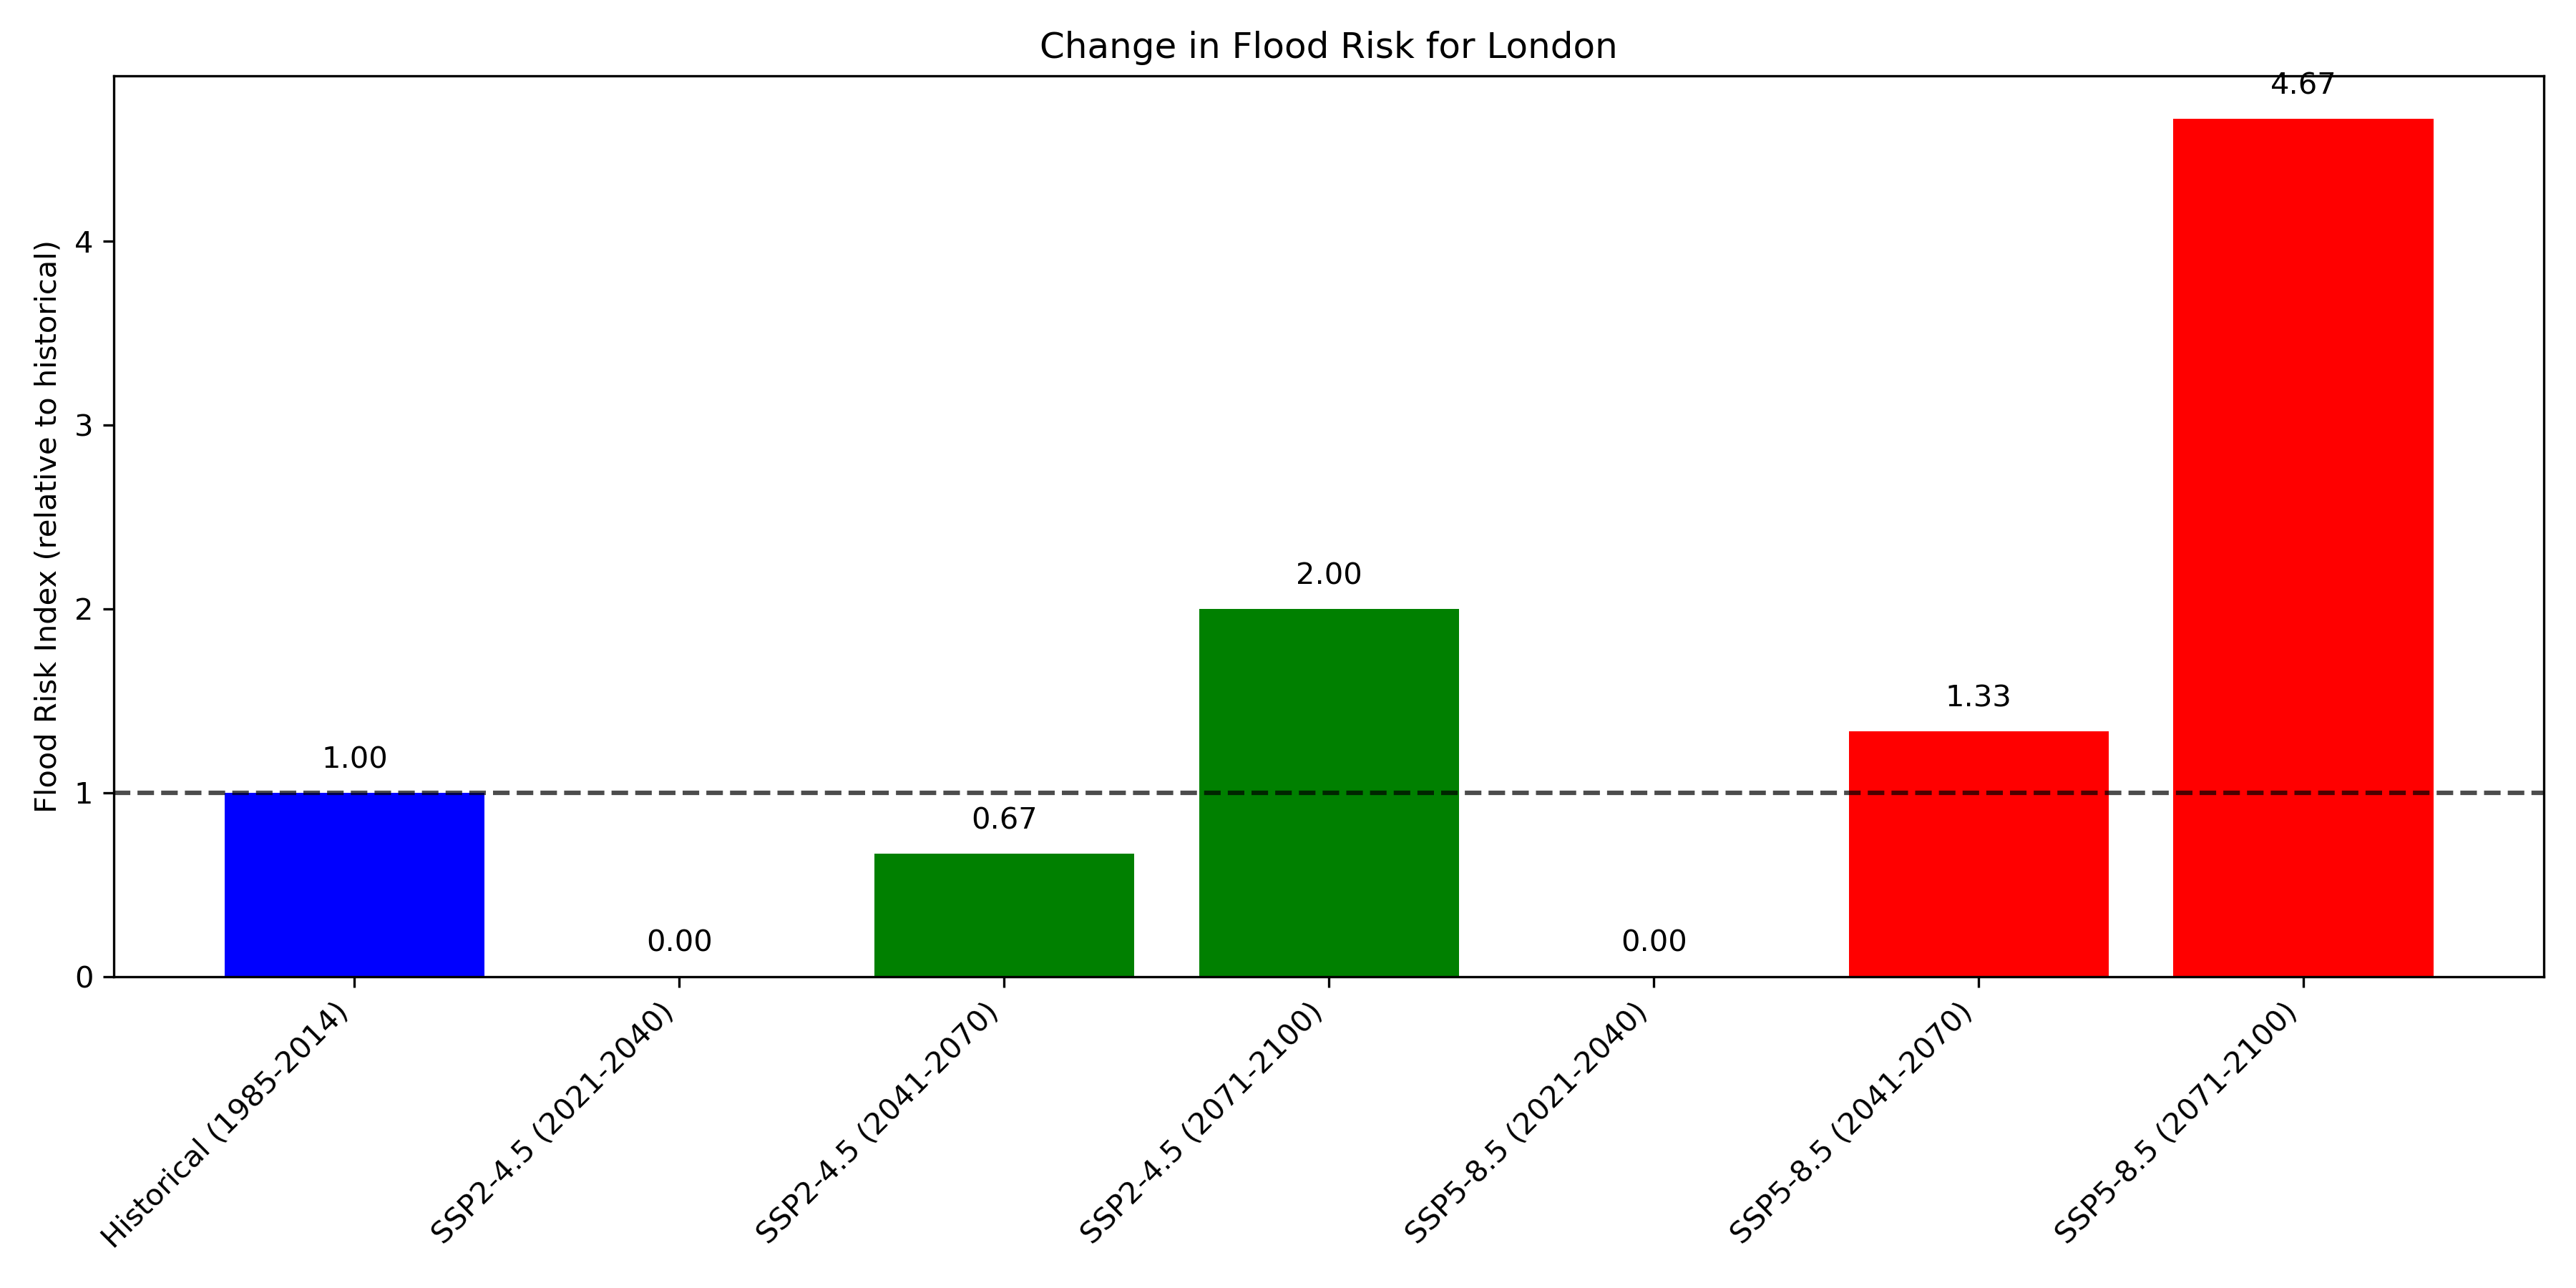 Change in Flood Risk for London
Flood Risk Index (relative to historical)
4
3
2
1
0
1.00
0.00
0.67
2.00
0.00
1.33
4.67
Historical (1985-2014)
SSP2-4.5 (2021-2040)
SSP2-4.5 (2041-2070)
SSP2-4.5 (2071-2100)
SSP5-8.5 (2021-2040)
SSP5-8.5 (2041-2070)
SSP5-8.5 (2071-2100)